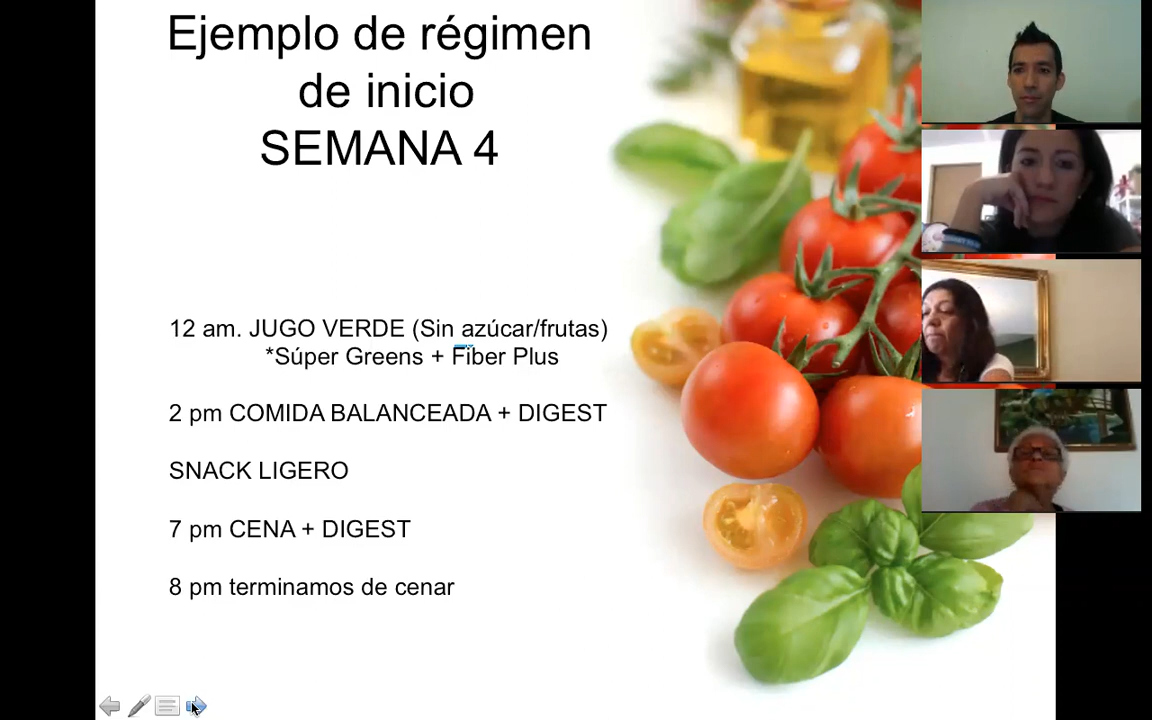 Ejemplo de régimen
de inicio
SEMANA 4
12 am. JUGO VERDE (Sin azúcar/frutas)
*Súper Greens + Fiber Plus
2 pm COMIDA BALANCEADA + DIGEST
SNACK LIGERO
7 pm CENA + DIGEST
8 pm terminamos de cenar